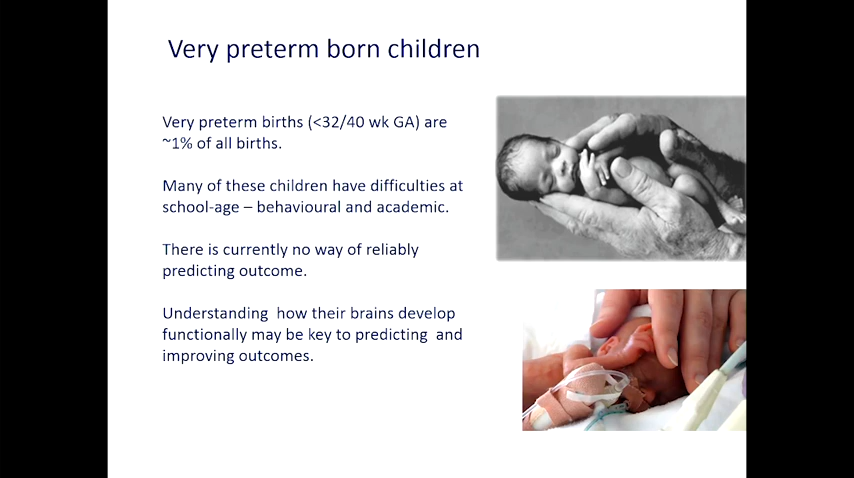 Very preterm born children
Very preterm births (<32/40 wk GA) are
~1% of all births.
Many of these children have difficulties at
school-age – behavioural and academic.
There is currently no way of reliably
predicting outcome.
Understanding  how their brains develop
functionally may be key to predicting  and
improving outcomes.